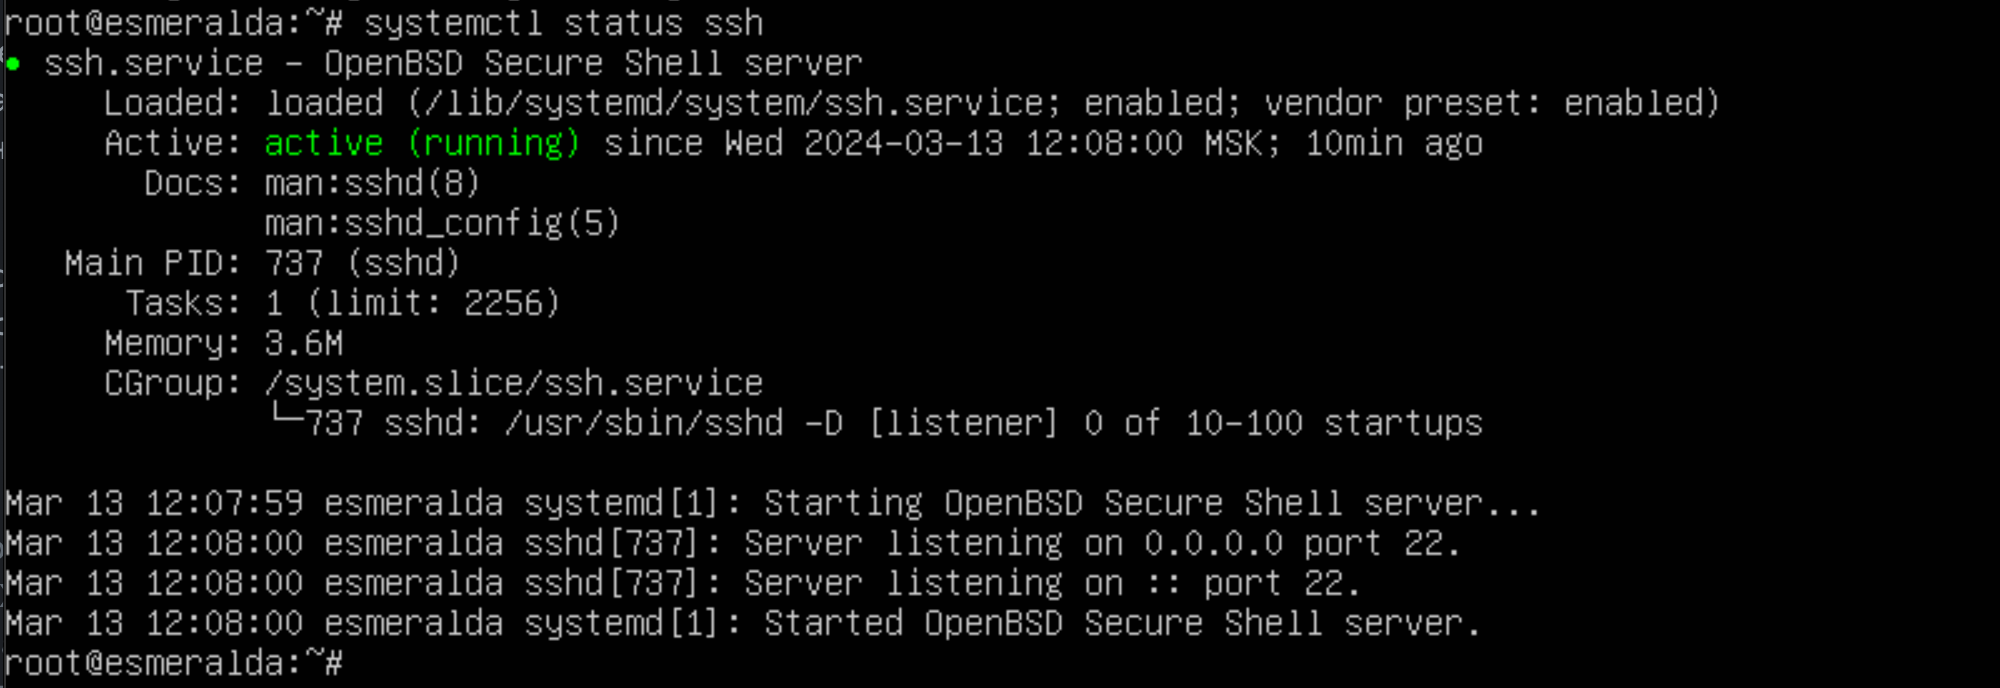 root@esmeralda:~# systemctl status ssh
● ssh.service - OpenBSD Secure Shell server
Loaded: loaded (/lib/systemd/system/ssh.service; enabled; vendor preset: enabled)
Active: active (running) since Wed 2024-03-13 12:08:00 MSK; 10min ago
Docs: man:sshd(8)
man:sshd_config(5)
Main PID: 737 (sshd)
Tasks: 1 (limit: 2256)
Memory: 3.6M
CGroup: /system.slice/ssh.service
└─737 sshd: /usr/sbin/sshd -D [listener] 0 of 10-100 startups
Mar 13 12:07:59 esmeralda systemd[1]: Starting OpenBSD Secure Shell server...
Mar 13 12:08:00 esmeralda sshd[737]: Server listening on 0.0.0.0 port 22.
Mar 13 12:08:00 esmeralda sshd[737]: Server listening on :: port 22.
Mar 13 12:08:00 esmeralda systemd[1]: Started OpenBSD Secure Shell server.
root@esmeralda:~#